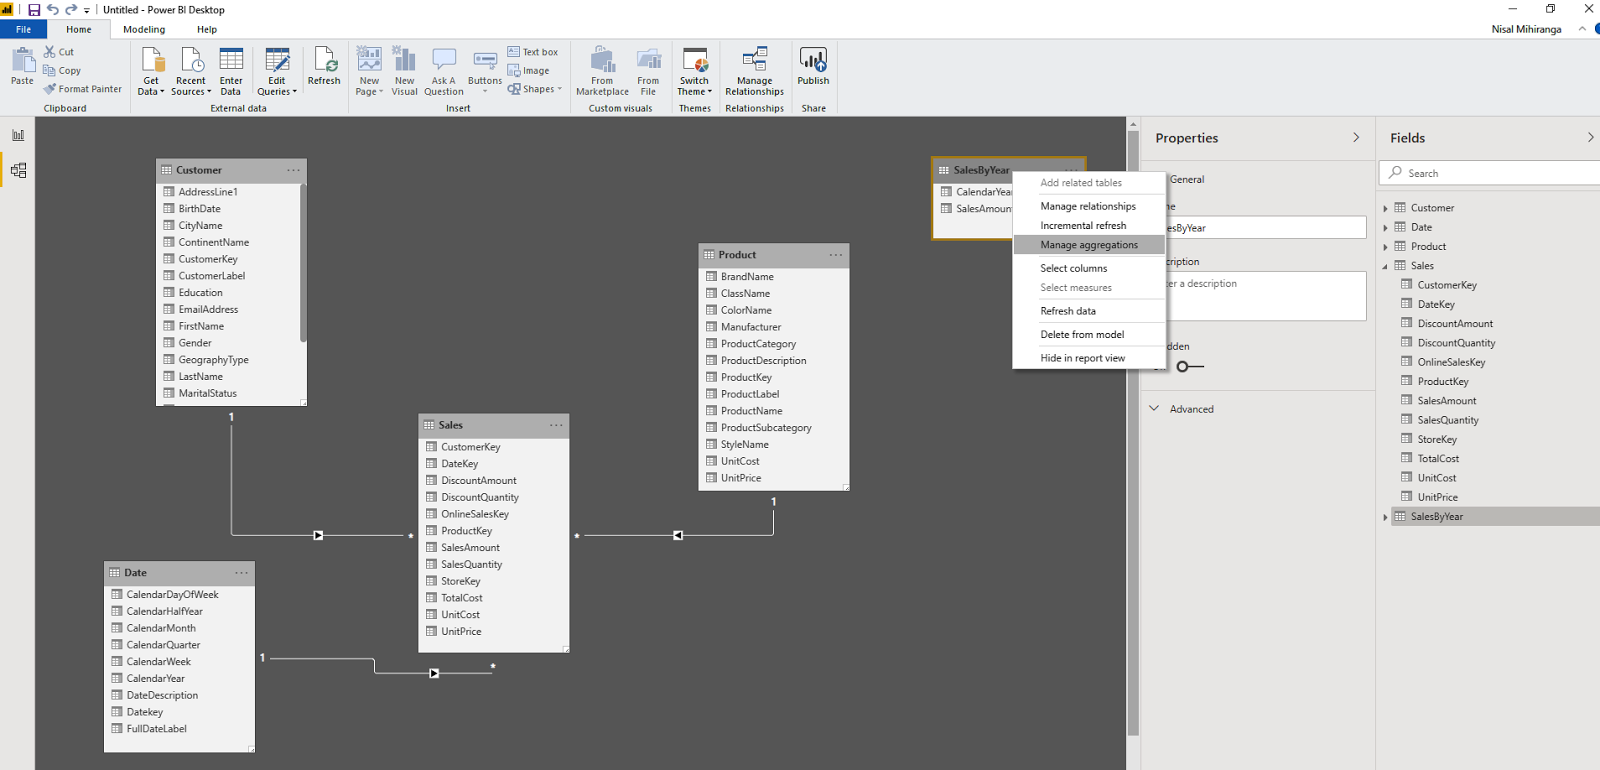 Untitled - Power BI Desktop
File
Home
Modeling
Help
Nisal Mihiranga
Paste
Cut
Copy
Format Painter
Clipboard
Get Data
Recent Sources
Enter Data
Edit Queries
Refresh
External data
New Page
New Visual
Ask A Question
Buttons
Text box
Image
Shapes
Insert
From Marketplace
From File
Custom visuals
Switch Theme
Themes
Manage Relationships
Relationships
Publish
Share
Customer
AddressLine1
BirthDate
CityName
ContinentName
CustomerKey
CustomerLabel
Education
EmailAddress
FirstName
Gender
GeographyType
LastName
MaritalStatus
1
*
Date
CalendarDayOfWeek
CalendarHalfYear
CalendarMonth
CalendarQuarter
CalendarWeek
CalendarYear
DateDescription
Datekey
FullDateLabel
1
*
Sales
CustomerKey
DateKey
DiscountAmount
DiscountQuantity
OnlineSalesKey
ProductKey
SalesAmount
SalesQuantity
StoreKey
TotalCost
UnitCost
UnitPrice
*
1
Product
BrandName
ClassName
ColorName
Manufacturer
ProductCategory
ProductDescription
ProductKey
ProductLabel
ProductName
ProductSubcategory
StyleName
UnitCost
UnitPrice
SalesByYear
CalendarYea
SalesAmount
Add related tables
Manage relationships
Incremental refresh
Manage aggregations
Select columns
Select measures
Refresh data
Delete from model
Hide in report view
Properties
General
me
esByYear
cription
er a description
dden
Advanced
Fields
Search
Customer
Date
Product
Sales
CustomerKey
DateKey
DiscountAmount
DiscountQuantity
OnlineSalesKey
ProductKey
SalesAmount
SalesQuantity
StoreKey
TotalCost
UnitCost
UnitPrice
SalesByYear